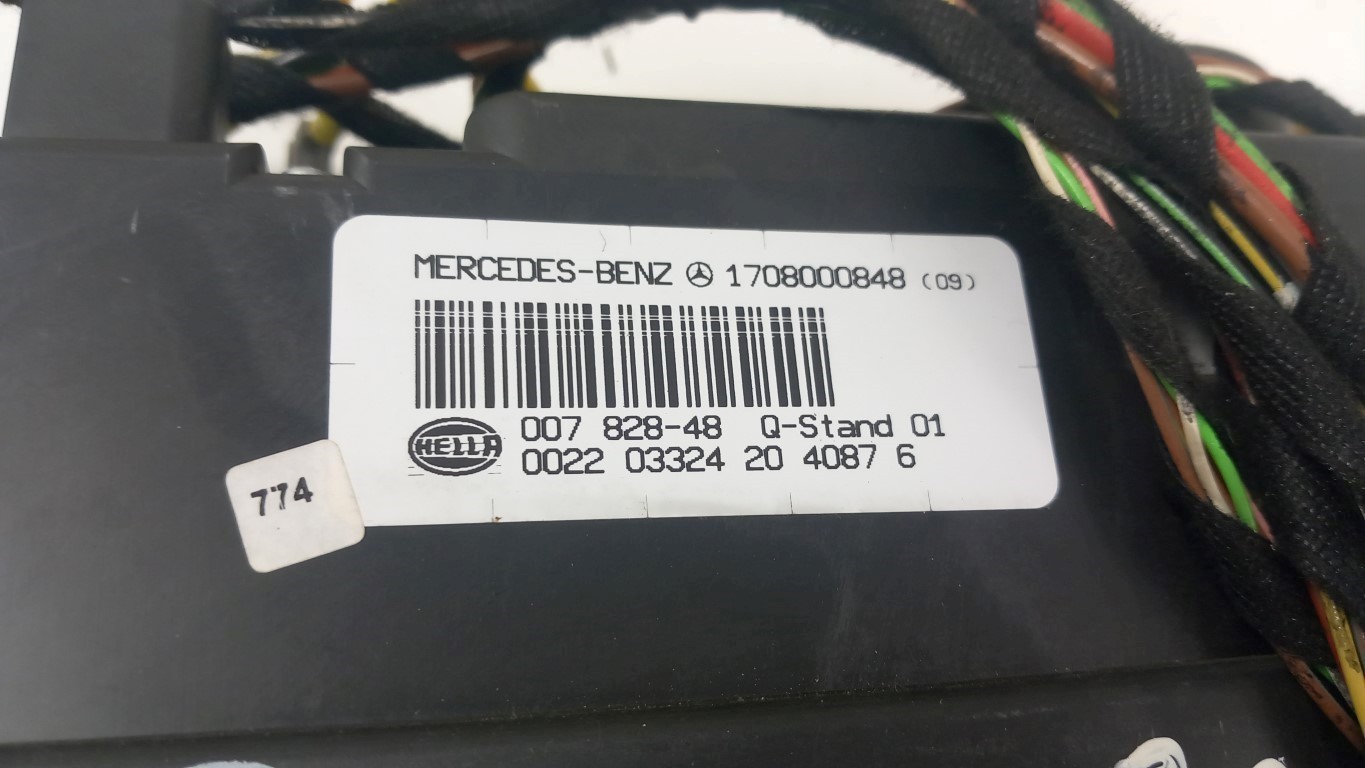 MERCEDES-BENZ 1708000848 (09)
HELLA
007 828-48 Q-Stand 01
0022 03324 20 4087 6
774